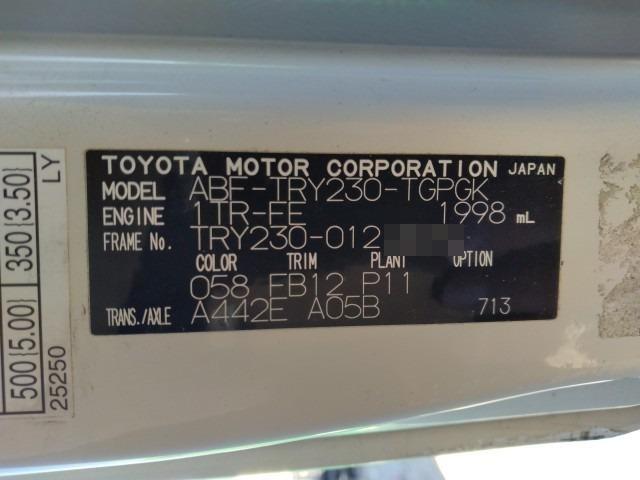 TOYOTA MOTOR CORPORATION JAPAN
MODEL ABF-TRY230-TGPGK
ENGINE 1TR-FE 1998 mL
FRAME No. TRY230-012
COLOR TRIM PLANT OPTION
058 FB12 P11
TRANS./AXLE A442E A05B 713
500{5.00} 350{3.50} LY
25250